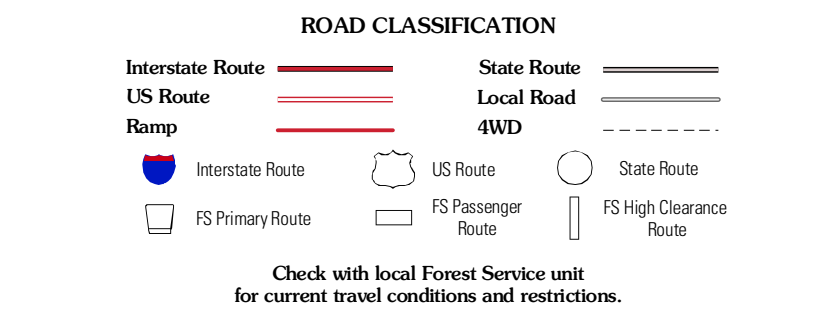 ROAD CLASSIFICATION
Interstate Route
State Route
US Route
Local Road
Ramp
4WD
Interstate Route
US Route
State Route
FS Primary Route
FS Passenger
Route
FS High Clearance
Route
Check with local Forest Service unit
for current travel conditions and restrictions.